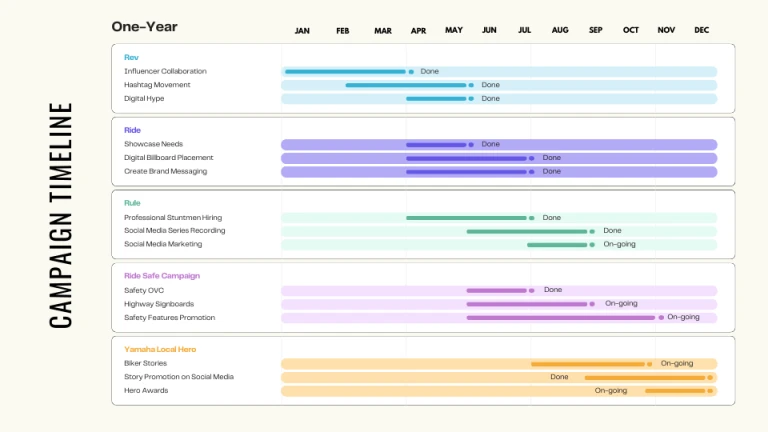 One-Year
JAN FEB MAR APR MAY JUN JUL AUG SEP OCT NOV DEC
CAMPAIGN TIMELINE
Rev
Influencer Collaboration Done
Hashtag Movement Done
Digital Hype Done
Ride
Showcase Needs Done
Digital Billboard Placement Done
Create Brand Messaging Done
Rule
Professional Stuntmen Hiring Done
Social Media Series Recording Done
Social Media Marketing On-going
Ride Safe Campaign
Safety OVC Done
Highway Signboards On-going
Safety Features Promotion On-going
Yamaha Local Hero
Biker Stories On-going
Story Promotion on Social Media Done
Hero Awards On-going